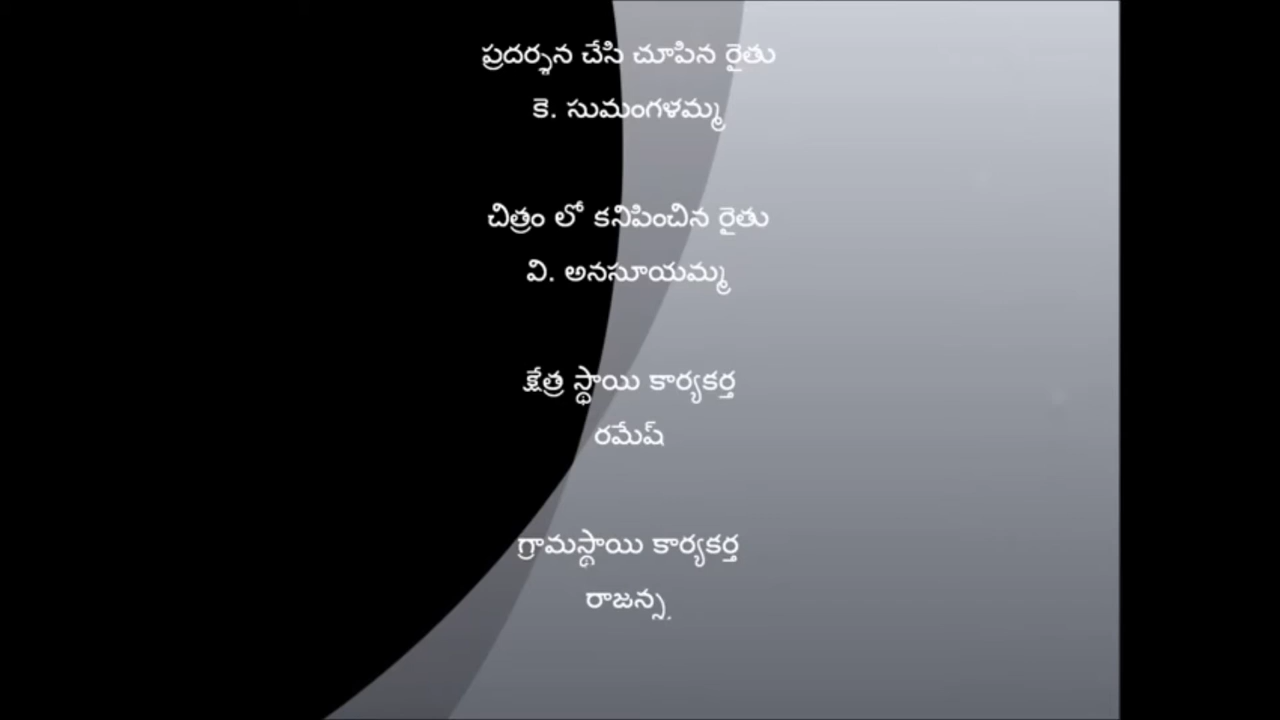 ప్రదర్శన చేసి చూపిన రైతు
కె. సుమంగళమ్మ
చిత్రం లో కనిపించిన రైతు
వి. అనసూయమ్మ
క్షేత్ర స్థాయి కార్యకర్త
రమేష్
గ్రామస్థాయి కార్యకర్త
రాజన్న